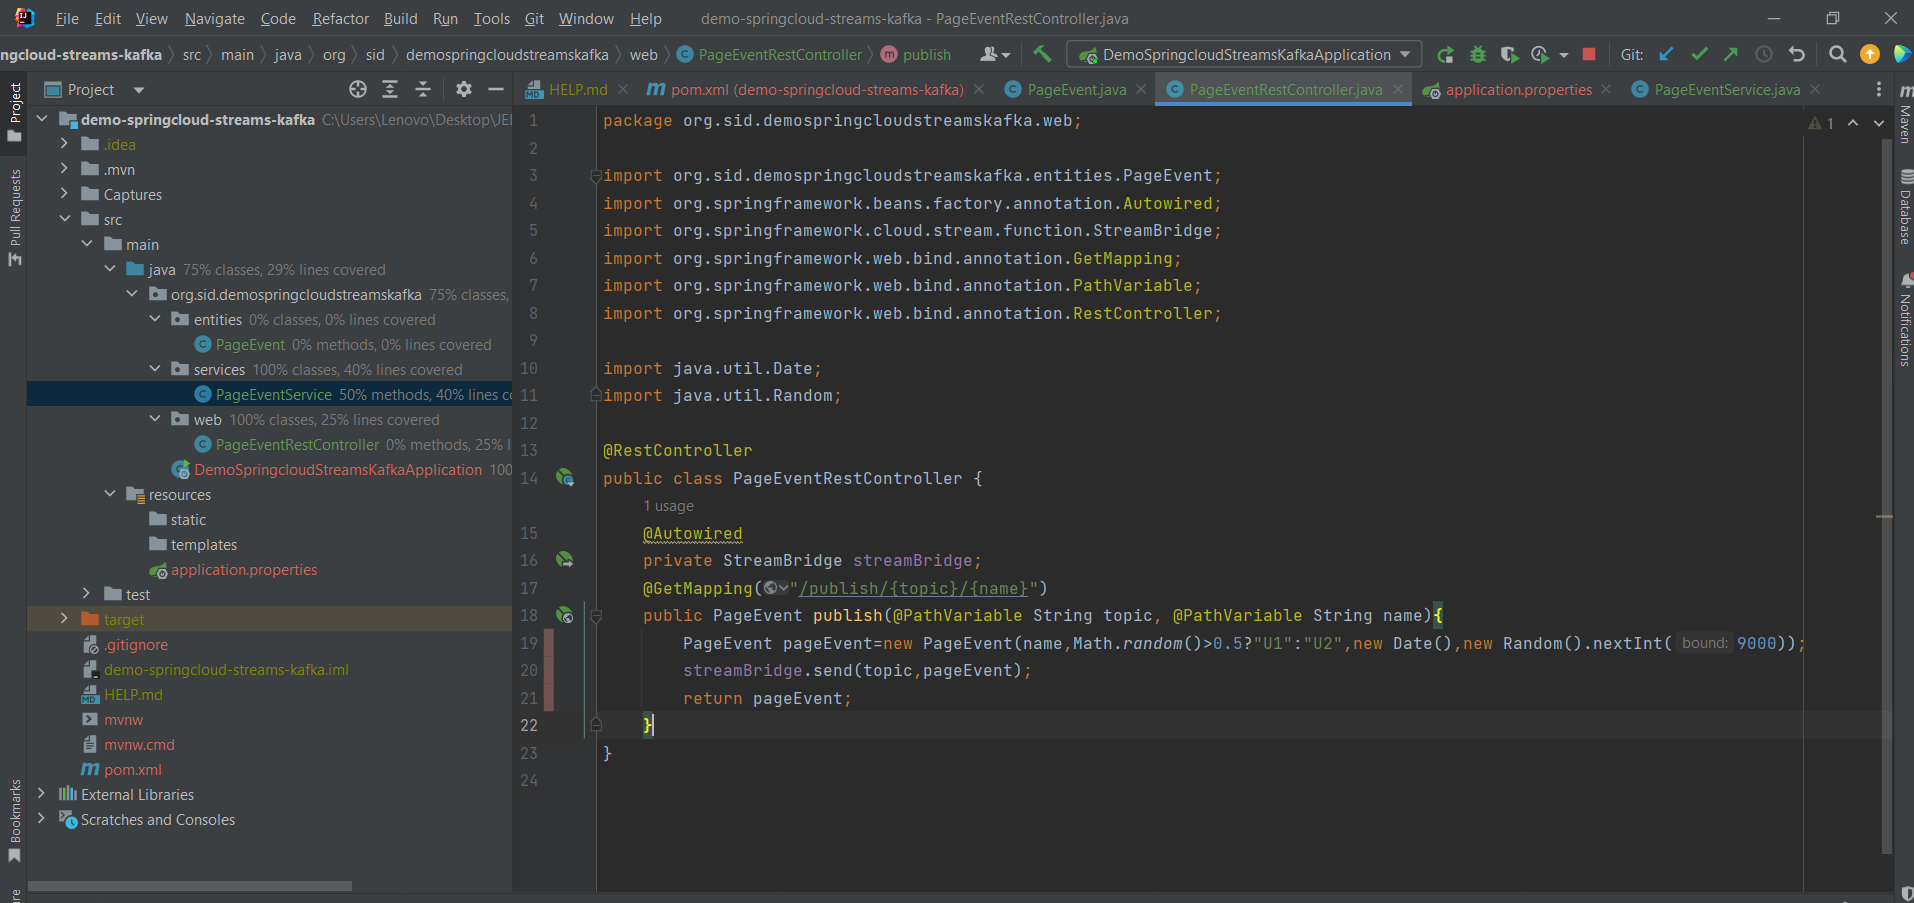 File Edit View Navigate Code Refactor Build Run Tools Git Window Help demo-springcloud-streams-kafka - PageEventRestController.java
ngcloud-streams-kafka src main java org sid demospringcloudstreamskafka web PageEventRestController publish DemoSpringcloudStreamsKafkaApplication Git:
Project
HELP.md pom.xml (demo-springcloud-streams-kafka) PageEvent.java PageEventRestController.java application.properties PageEventService.java
Project
Pull Requests
Bookmarks
demo-springcloud-streams-kafka C:\Users\Lenovo\Desktop\JEI
.idea
.mvn
Captures
src
main
java 75% classes, 29% lines covered
org.sid.demospringcloudstreamskafka 75% classes,
entities 0% classes, 0% lines covered
PageEvent 0% methods, 0% lines covered
services 100% classes, 40% lines covered
PageEventService 50% methods, 40% lines co
web 100% classes, 25% lines covered
PageEventRestController 0% methods, 25% l
DemoSpringcloudStreamsKafkaApplication 100
resources
static
templates
application.properties
test
target
.gitignore
demo-springcloud-streams-kafka.iml
HELP.md
mvnw
mvnw.cmd
pom.xml
External Libraries
Scratches and Consoles
1 package org.sid.demospringcloudstreamskafka.web;
2
3 import org.sid.demospringcloudstreamskafka.entities.PageEvent;
4 import org.springframework.beans.factory.annotation.Autowired;
5 import org.springframework.cloud.stream.function.StreamBridge;
6 import org.springframework.web.bind.annotation.GetMapping;
7 import org.springframework.web.bind.annotation.PathVariable;
8 import org.springframework.web.bind.annotation.RestController;
9
10 import java.util.Date;
11 import java.util.Random;
12
13 @RestController
14 public class PageEventRestController {
1 usage
15 @Autowired
16 private StreamBridge streamBridge;
17 @GetMapping("/publish/{topic}/{name}")
18 public PageEvent publish(@PathVariable String topic, @PathVariable String name){
19 PageEvent pageEvent=new PageEvent(name,Math.random()>0.5?"U1":"U2",new Date(),new Random().nextInt( bound: 9000));
20 streamBridge.send(topic,pageEvent);
21 return pageEvent;
22 }
23 }
24
1
Maven
Database
Notifications